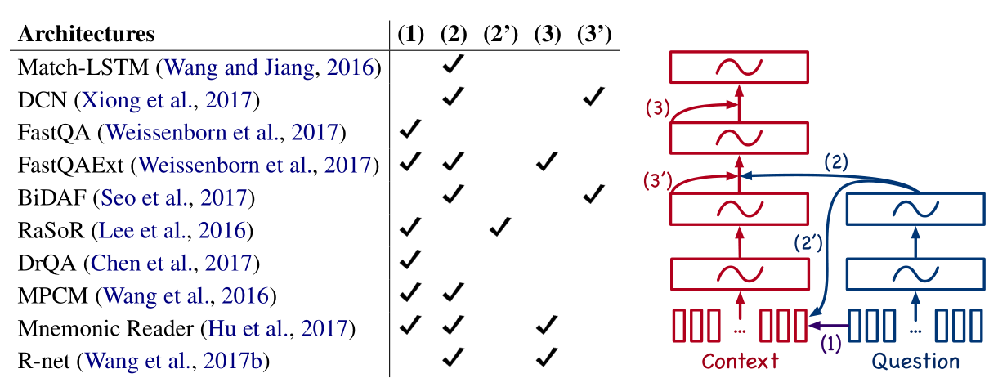 Architectures (1) (2) (2’) (3) (3’)
Match-LSTM (Wang and Jiang, 2016) ✓
DCN (Xiong et al., 2017) ✓ ✓
FastQA (Weissenborn et al., 2017) ✓
FastQAExt (Weissenborn et al., 2017) ✓ ✓ ✓
BiDAF (Seo et al., 2017) ✓ ✓
RaSoR (Lee et al., 2016) ✓ ✓
DrQA (Chen et al., 2017) ✓
MPCM (Wang et al., 2016) ✓ ✓
Mnemonic Reader (Hu et al., 2017) ✓ ✓ ✓
R-net (Wang et al., 2017b) ✓ ✓
(3)
(2)
(3′)
(2′)
... ...
(1)
Context Question